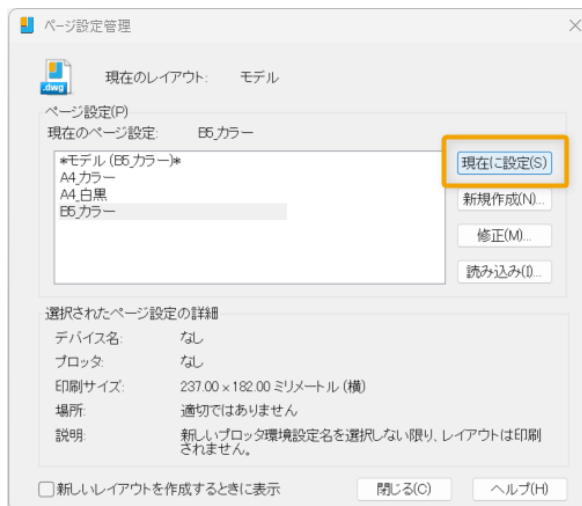 ページ設定管理
.dwg
現在のレイアウト: モデル
ページ設定(P)
現在のページ設定: B5_カラー
*モデル (B5_カラー)*
A4_カラー
A4_白黒
B5_カラー
現在に設定(S)
新規作成(N)...
修正(M)...
読み込み(I)...
選択されたページ設定の詳細
デバイス名: なし
プロッタ: なし
印刷サイズ: 237.00 x 182.00 ミリメートル (横)
場所: 適切ではありません
説明: 新しいプロッタ環境設定名を選択しない限り、レイアウトは印刷
されません。
新しいレイアウトを作成するときに表示
閉じる(C)
ヘルプ(H)